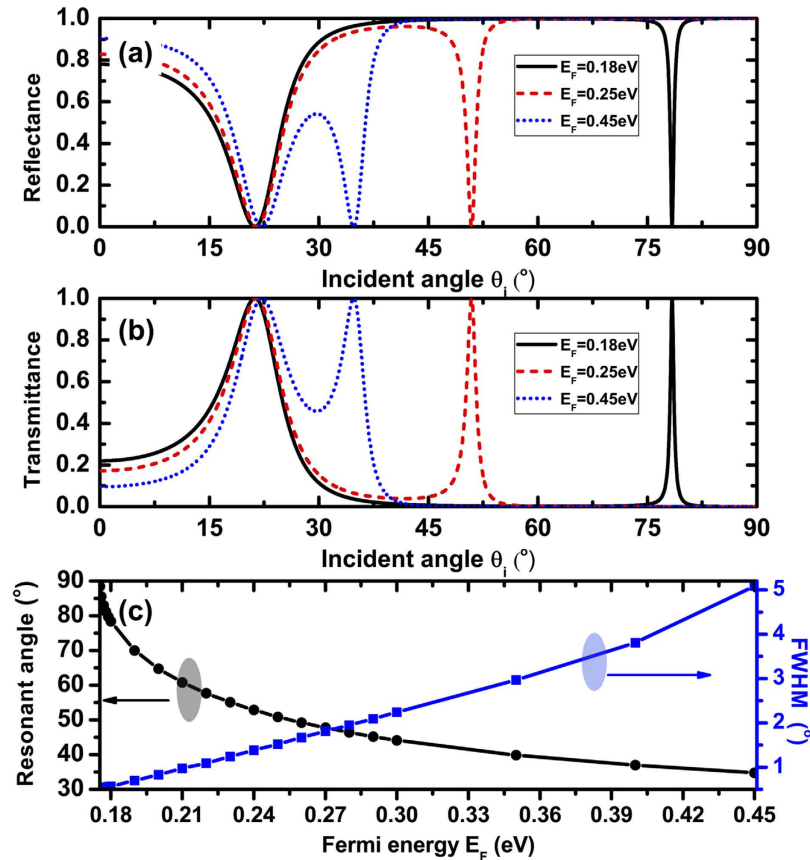 (a)
Reflectance
1.0
0.8
0.6
0.4
0.2
0.0
E_F=0.18eV
E_F=0.25eV
E_F=0.45eV
0 15 30 45 60 75 90
Incident angle θ_i (°)
(b)
Transmittance
1.0
0.8
0.6
0.4
0.2
0.0
E_F=0.18eV
E_F=0.25eV
E_F=0.45eV
0 15 30 45 60 75 90
Incident angle θ_i (°)
(c)
Resonant angle (°)
90
80
70
60
50
40
30
5
4
3
2
1
FWHM (°)
0.18 0.21 0.24 0.27 0.30 0.33 0.36 0.39 0.42 0.45
Fermi energy E_F (eV)